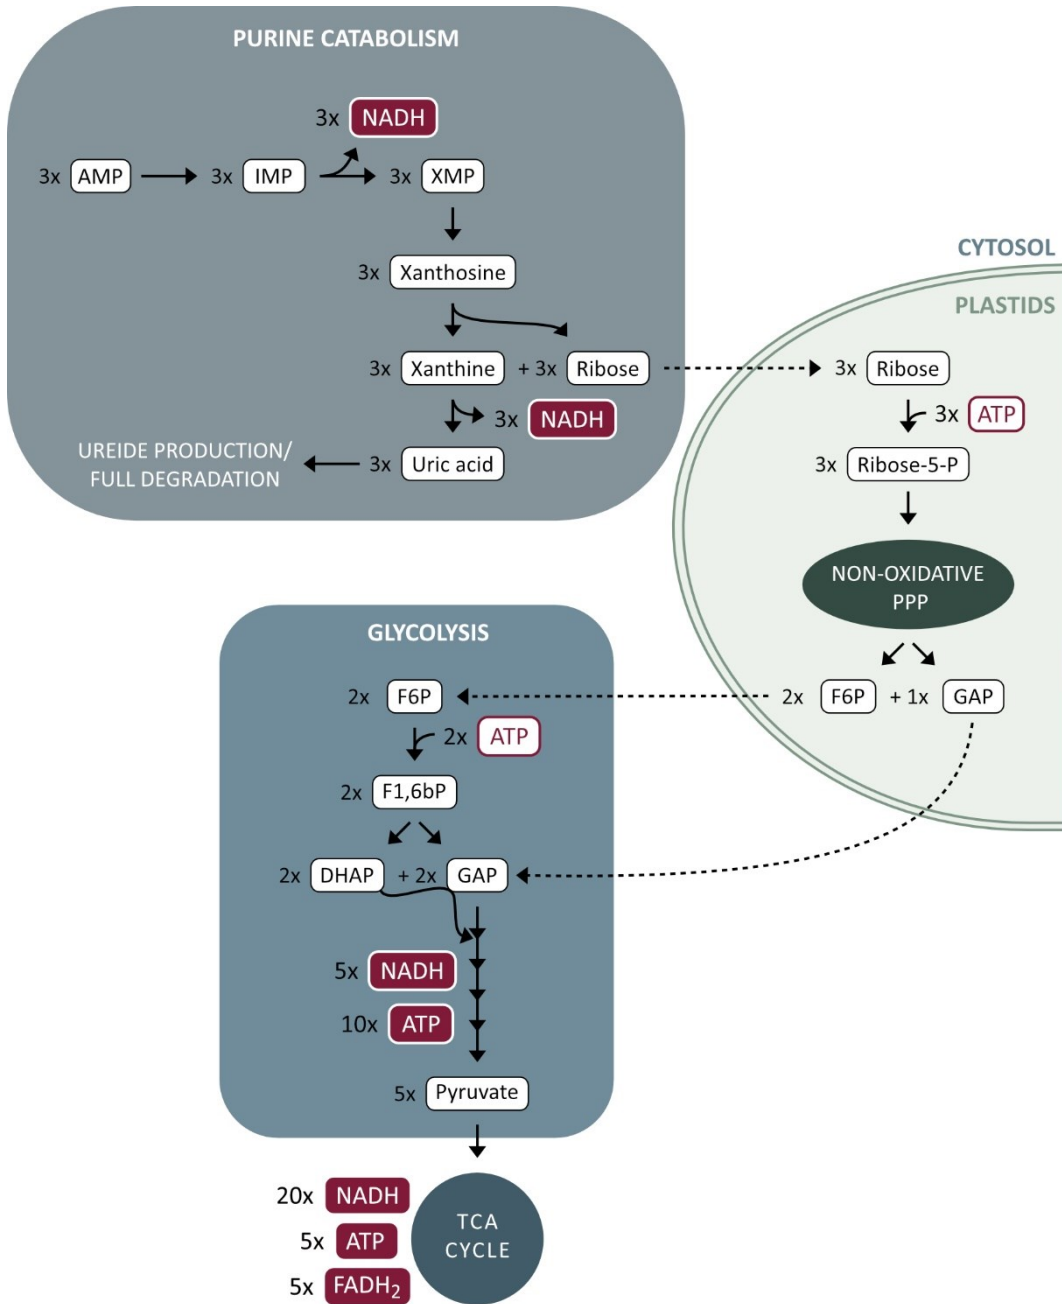 PURINE CATABOLISM
3x NADH
3x AMP 3x IMP 3x XMP
3x Xanthosine
3x Xanthine + 3x Ribose
3x NADH
UREIDE PRODUCTION/
FULL DEGRADATION
3x Uric acid
CYTOSOL
PLASTIDS
3x Ribose
3x ATP
3x Ribose-5-P
NON-OXIDATIVE
PPP
2x F6P + 1x GAP
GLYCOLYSIS
2x F6P
2x ATP
2x F1,6bP
2x DHAP + 2x GAP
5x NADH
10x ATP
5x Pyruvate
20x NADH
5x ATP
5x FADH₂
TCA
CYCLE